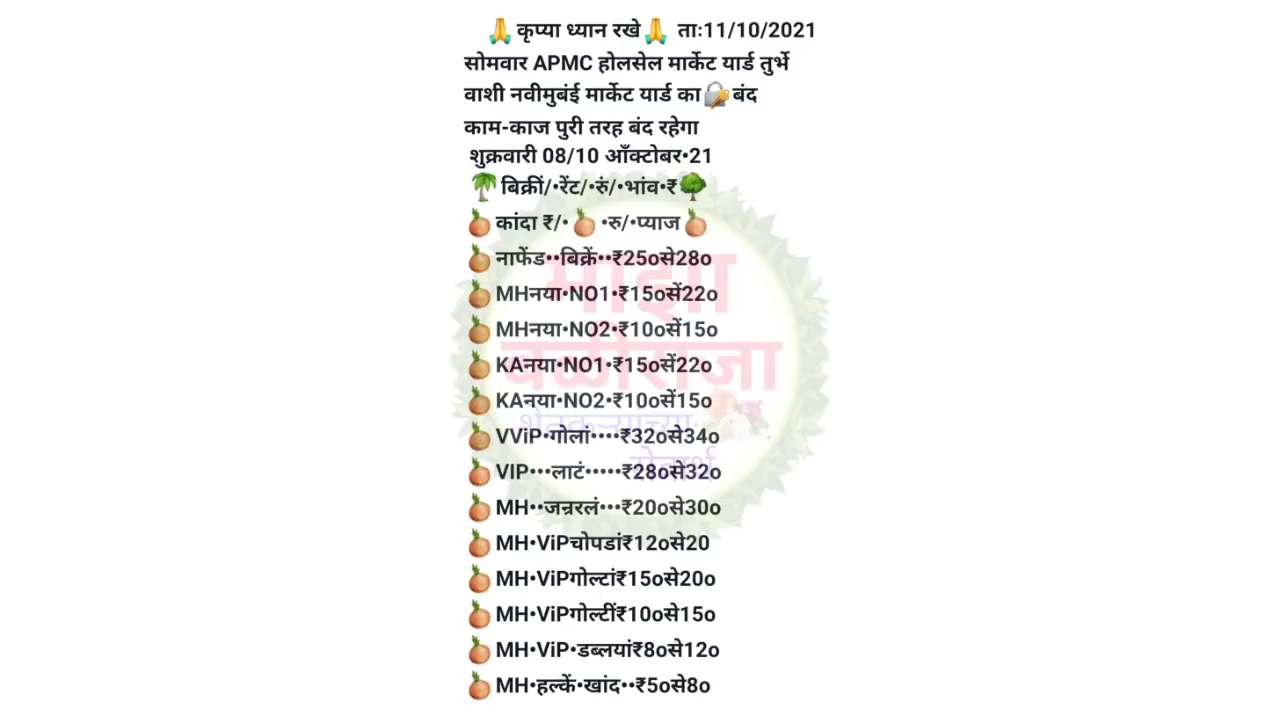 🙏कृप्या ध्यान रखे🙏 ताः11/10/2021
सोमवार APMC होलसेल मार्केट यार्ड तुर्भे
वाशी नवीमुबंई मार्केट यार्ड का🔐बंद
काम-काज पुरी तरह बंद रहेगा
शुक्रवारी 08/10 ऑंक्टोबर•21
🌴बिक्रीं/•रेंट/•रुं/•भांव•₹🌳
🧅कांदा ₹/•🧅•रु/•प्याज🧅
🧅नाफेंड••बिक्रें••₹25oसे28o
🧅MHनया•NO1•₹15oसें22o
🧅MHनया•NO2•₹10oसें15o
🧅KAनया•NO1•₹15oसें22o
🧅KAनया•NO2•₹10oसें15o
🧅VViP•गोलां••••₹32oसे34o
🧅VIP•••लाटं•••••₹28oसे32o
🧅MH••जन्ररलं•••₹20oसे30o
🧅MH•ViPचोपडां₹12oसे20
🧅MH•ViPगोल्टां₹15oसे20o
🧅MH•ViPगोल्टीं₹10oसे15o
🧅MH•ViP•डब्लयां₹8oसे12o
🧅MH•हल्कें•खांद••₹5oसे8o
माझा
बळीराजा
शेतकऱ्यांच्या
सेवार्थ